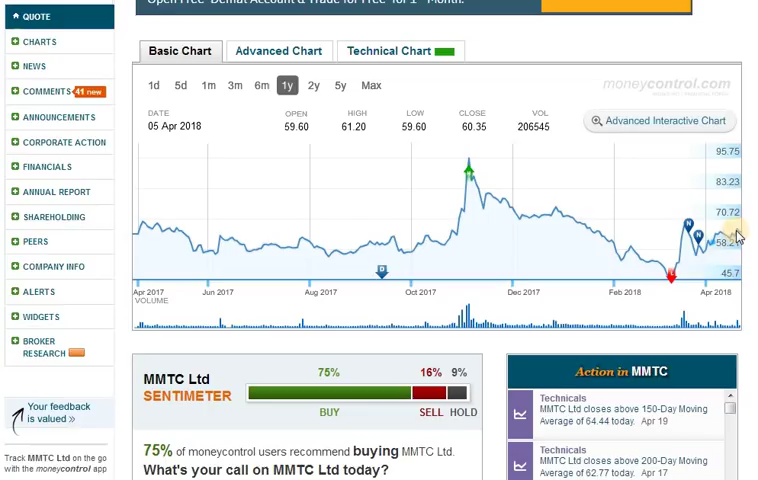 Open Free* Demat Account & Trade for Free* for 1st Month.
QUOTE
CHARTS
NEWS
COMMENTS 41 new
ANNOUNCEMENTS
CORPORATE ACTION
FINANCIALS
ANNUAL REPORT
SHAREHOLDING
PEERS
COMPANY INFO
ALERTS
WIDGETS
BROKER
RESEARCH
Your feedback
is valued »
Track MMTC Ltd on the go
with the moneycontrol app
Basic Chart Advanced Chart Technical Chart
1d 5d 1m 3m 6m 1y 2y 5y Max
moneycontrol.com
DATE OPEN HIGH LOW CLOSE VOL
05 Apr 2018 59.60 61.20 59.60 60.35 206545
Advanced Interactive Chart
95.75
83.23
70.72
58.21
45.7
H
N
N
D
Apr 2017 Jun 2017 Aug 2017 Oct 2017 Dec 2017 Feb 2018 Apr 2018
VOLUME
75% 16% 9%
MMTC Ltd
SENTIMETER
BUY SELL HOLD
75% of moneycontrol users recommend buying MMTC Ltd.
What's your call on MMTC Ltd today?
Action in MMTC
Technicals
MMTC Ltd closes above 150-Day Moving
Average of 64.44 today. Apr 19
Technicals
MMTC Ltd closes above 200-Day Moving
Average of 62.77 today. Apr 17